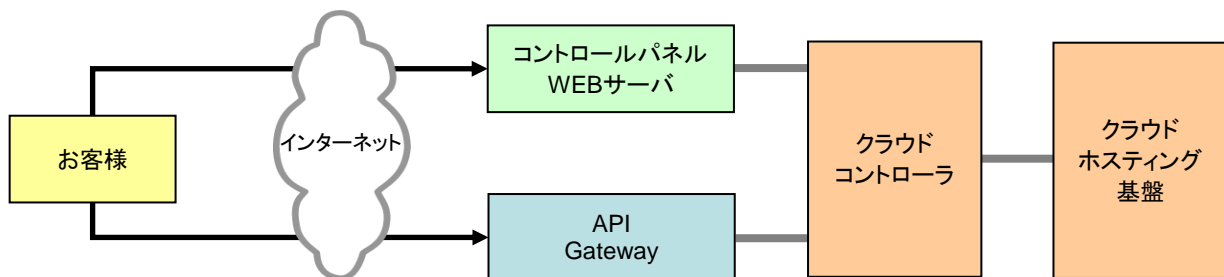 お客様
インターネット
コントロールパネル
WEBサーバ
API
Gateway
クラウド
コントローラ
クラウド
ホスティング
基盤